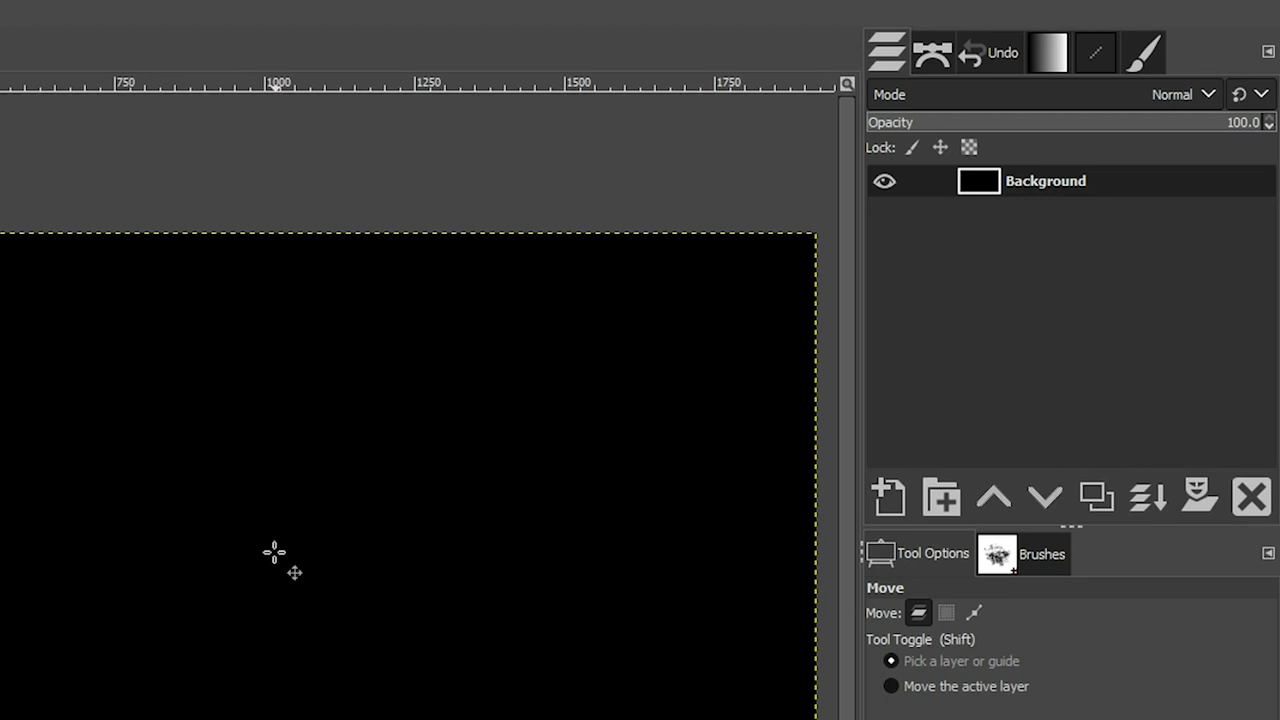 Undo
750 1000 1250 1500 1750
Mode Normal
Opacity 100.0
Lock:
Background
Tool Options Brushes
Move
Move:
Tool Toggle (Shift)
Pick a layer or guide
Move the active layer